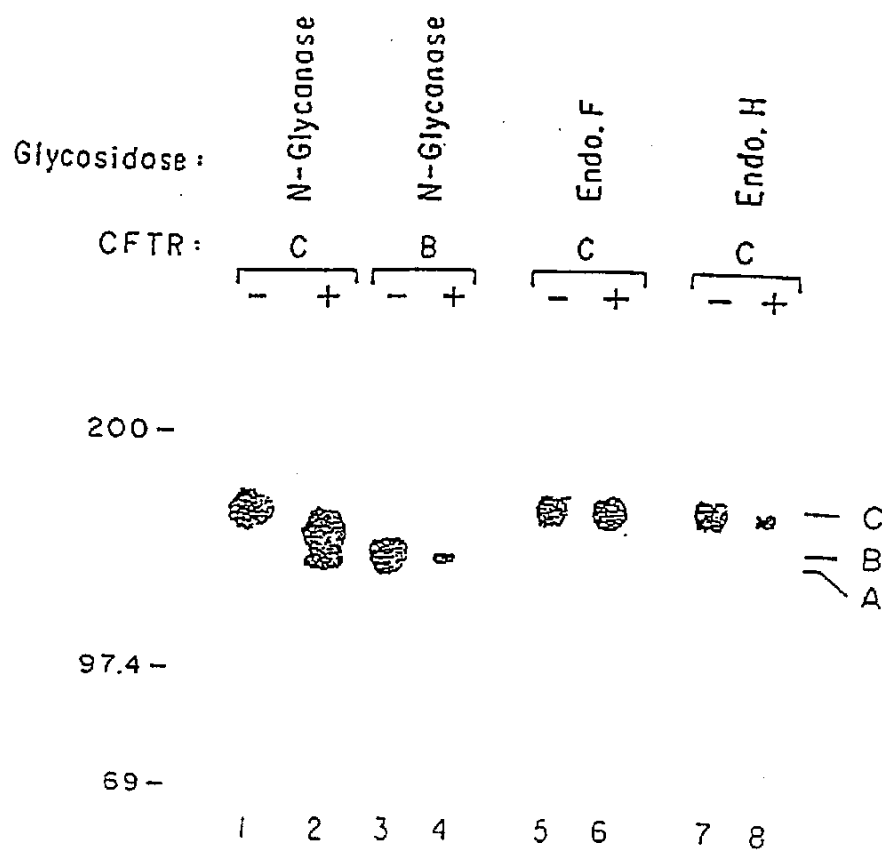 N-Glycanase N-Glycanase Endo. F Endo. H
Glycosidase :
CFTR : C B C C
- + - + - + - +
200 -
C
B
A
97.4 -
69 -
1 2 3 4 5 6 7 8